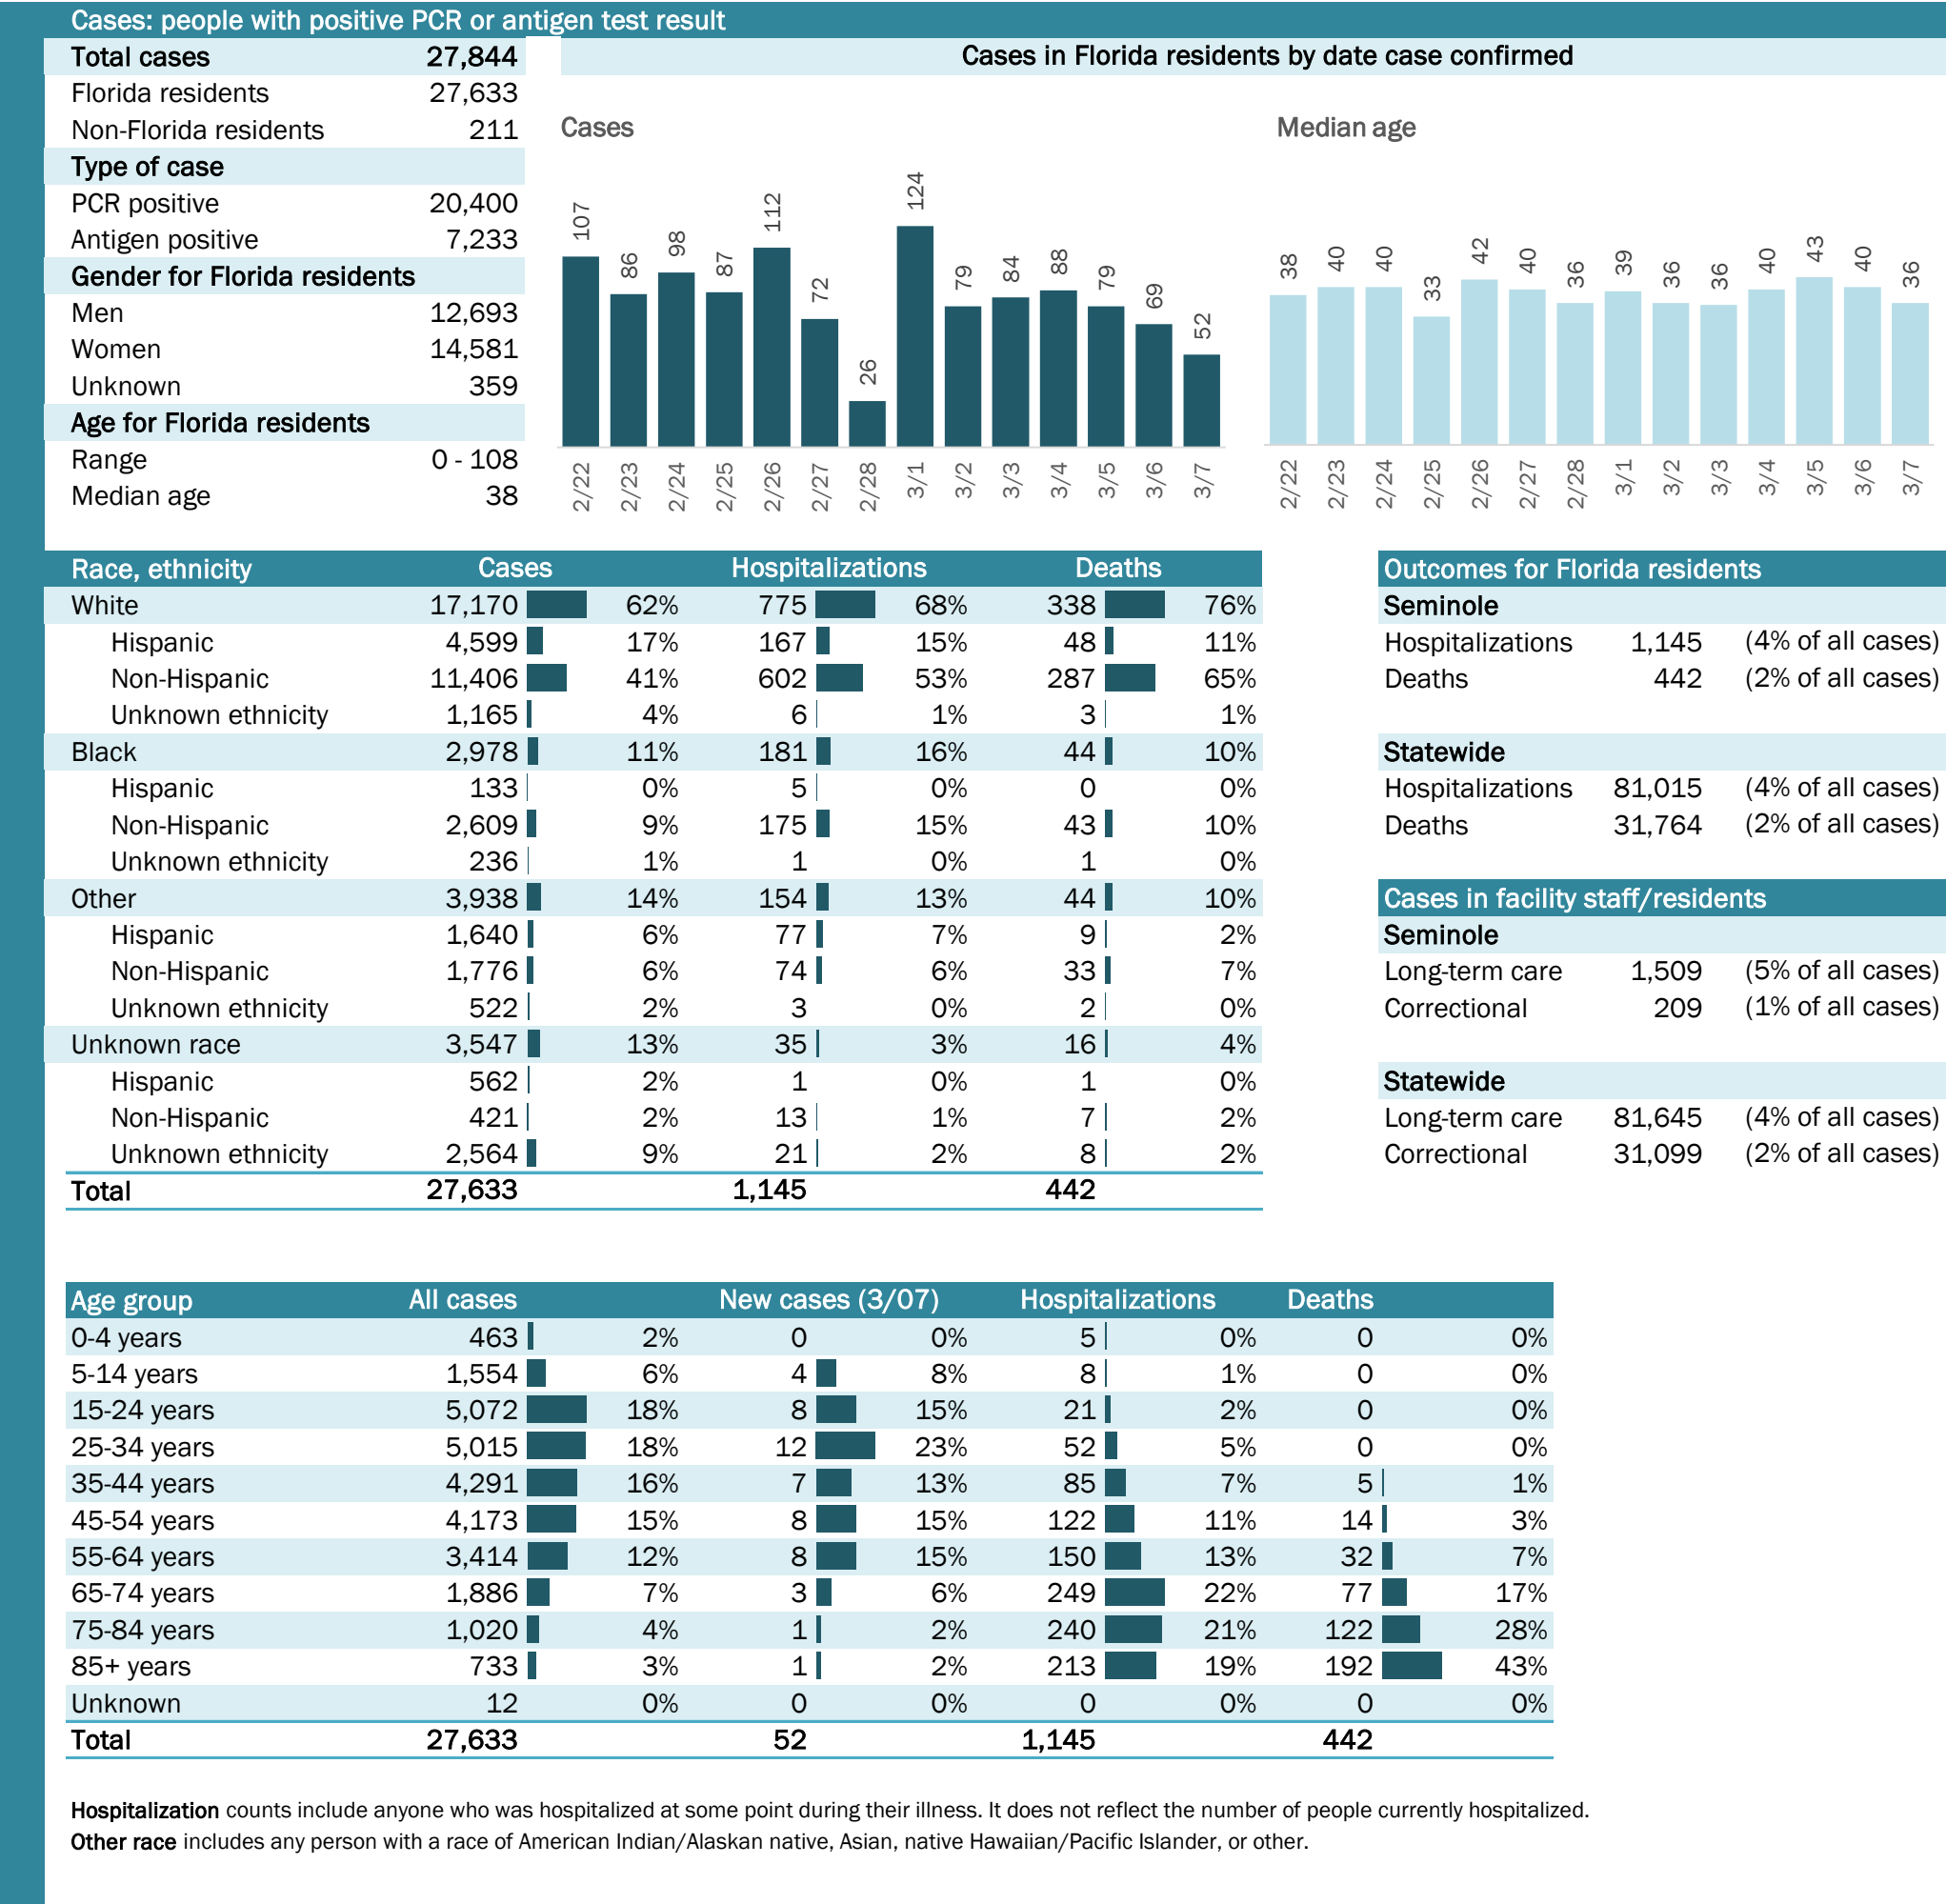 Cases: people with positive PCR or antigen test result
Total cases 27,844
Florida residents 27,633
Non-Florida residents 211
Type of case
PCR positive 20,400
Antigen positive 7,233
Gender for Florida residents
Men 12,693
Women 14,581
Unknown 359
Age for Florida residents
Range 0 - 108
Median age 38
Cases in Florida residents by date case confirmed
Cases
107 86 98 87 112 72 26 124 79 84 88 79 69 52
2/22 2/23 2/24 2/25 2/26 2/27 2/28 3/1 3/2 3/3 3/4 3/5 3/6 3/7
Median age
38 40 40 33 42 40 36 39 36 36 40 43 40 36
2/22 2/23 2/24 2/25 2/26 2/27 2/28 3/1 3/2 3/3 3/4 3/5 3/6 3/7
Race, ethnicity Cases Hospitalizations Deaths
White 17,170 62% 775 68% 338 76%
Hispanic 4,599 17% 167 15% 48 11%
Non-Hispanic 11,406 41% 602 53% 287 65%
Unknown ethnicity 1,165 4% 6 1% 3 1%
Black 2,978 11% 181 16% 44 10%
Hispanic 133 0% 5 0% 0 0%
Non-Hispanic 2,609 9% 175 15% 43 10%
Unknown ethnicity 236 1% 1 0% 1 0%
Other 3,938 14% 154 13% 44 10%
Hispanic 1,640 6% 77 7% 9 2%
Non-Hispanic 1,776 6% 74 6% 33 7%
Unknown ethnicity 522 2% 3 0% 2 0%
Unknown race 3,547 13% 35 3% 16 4%
Hispanic 562 2% 1 0% 1 0%
Non-Hispanic 421 2% 13 1% 7 2%
Unknown ethnicity 2,564 9% 21 2% 8 2%
Total 27,633 1,145 442
Outcomes for Florida residents
Seminole
Hospitalizations 1,145 (4% of all cases)
Deaths 442 (2% of all cases)
Statewide
Hospitalizations 81,015 (4% of all cases)
Deaths 31,764 (2% of all cases)
Cases in facility staff/residents
Seminole
Long-term care 1,509 (5% of all cases)
Correctional 209 (1% of all cases)
Statewide
Long-term care 81,645 (4% of all cases)
Correctional 31,099 (2% of all cases)
Age group All cases New cases (3/07) Hospitalizations Deaths
0-4 years 463 2% 0 0% 5 0% 0 0%
5-14 years 1,554 6% 4 8% 8 1% 0 0%
15-24 years 5,072 18% 8 15% 21 2% 0 0%
25-34 years 5,015 18% 12 23% 52 5% 0 0%
35-44 years 4,291 16% 7 13% 85 7% 5 1%
45-54 years 4,173 15% 8 15% 122 11% 14 3%
55-64 years 3,414 12% 8 15% 150 13% 32 7%
65-74 years 1,886 7% 3 6% 249 22% 77 17%
75-84 years 1,020 4% 1 2% 240 21% 122 28%
85+ years 733 3% 1 2% 213 19% 192 43%
Unknown 12 0% 0 0% 0 0% 0 0%
Total 27,633 52 1,145 442
Hospitalization counts include anyone who was hospitalized at some point during their illness. It does not reflect the number of people currently hospitalized.
Other race includes any person with a race of American Indian/Alaskan native, Asian, native Hawaiian/Pacific Islander, or other.